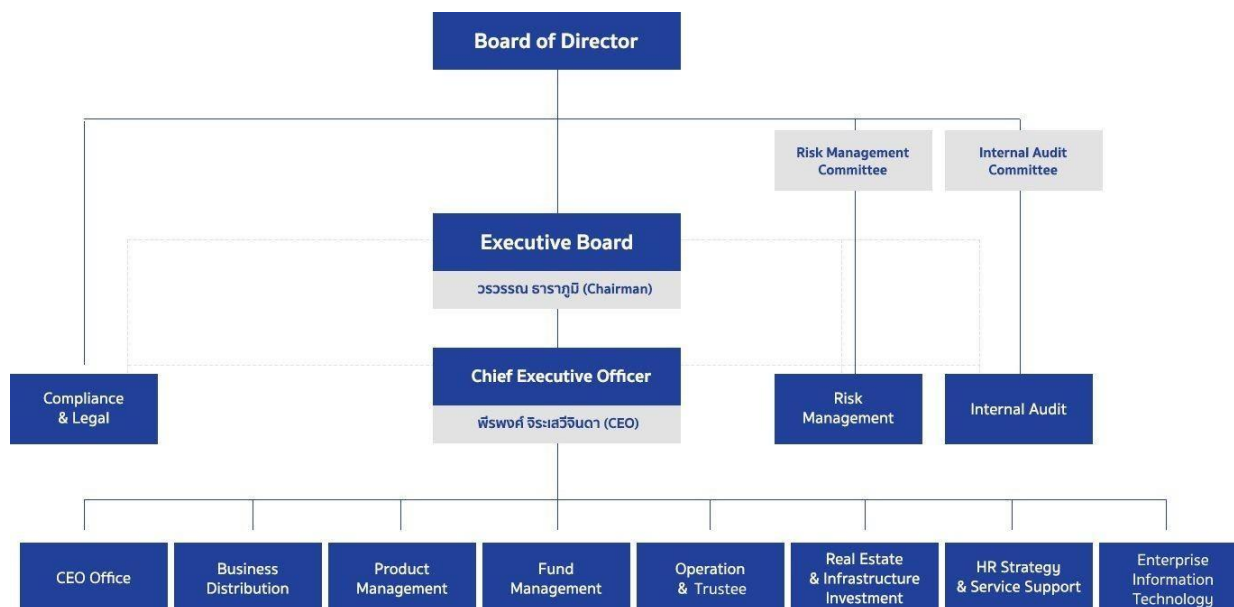 Board of Director
Risk Management
Committee
Internal Audit
Committee
Executive Board
วรวรรณ ธาราภูมิ (Chairman)
Chief Executive Officer
พีรพงศ์ จิระเสวีจินดา (CEO)
Compliance
& Legal
Risk
Management
Internal Audit
CEO Office
Business
Distribution
Product
Management
Fund
Management
Operation
& Trustee
Real Estate
& Infrastructure
Investment
HR Strategy
& Service Support
Enterprise
Information
Technology